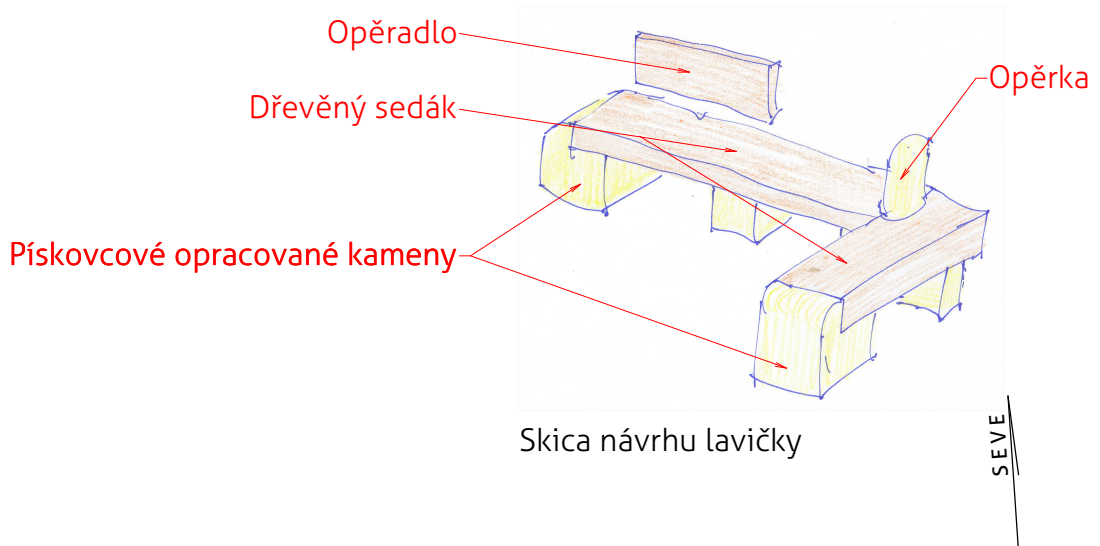 Opěradlo
Opěrka
Dřevěný sedák
Pískovcové opracované kameny
Skica návrhu lavičky
SEVE